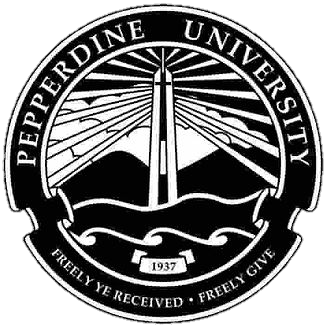 PEPPERDINE UNIVERSITY
1937
FREELY YE RECEIVED • FREELY GIVE